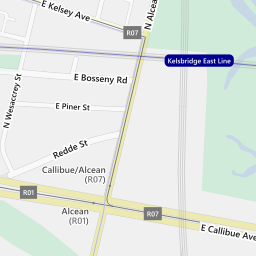 E Kelsey Ave
R07
N Alcea
Kelsbridge East Line
E Bosseny Rd
N Wesaccrey St
E Piner St
Redde St
Callibue/Alcean
(R07)
R01
Alcean
(R01)
R07
E Callibue Ave